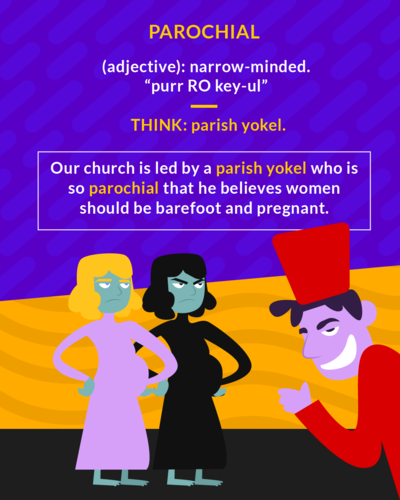 PAROCHIAL
(adjective): narrow-minded.
“purr RO key-ul”
THINK: parish yokel.
Our church is led by a parish yokel who is
so parochial that he believes women
should be barefoot and pregnant.